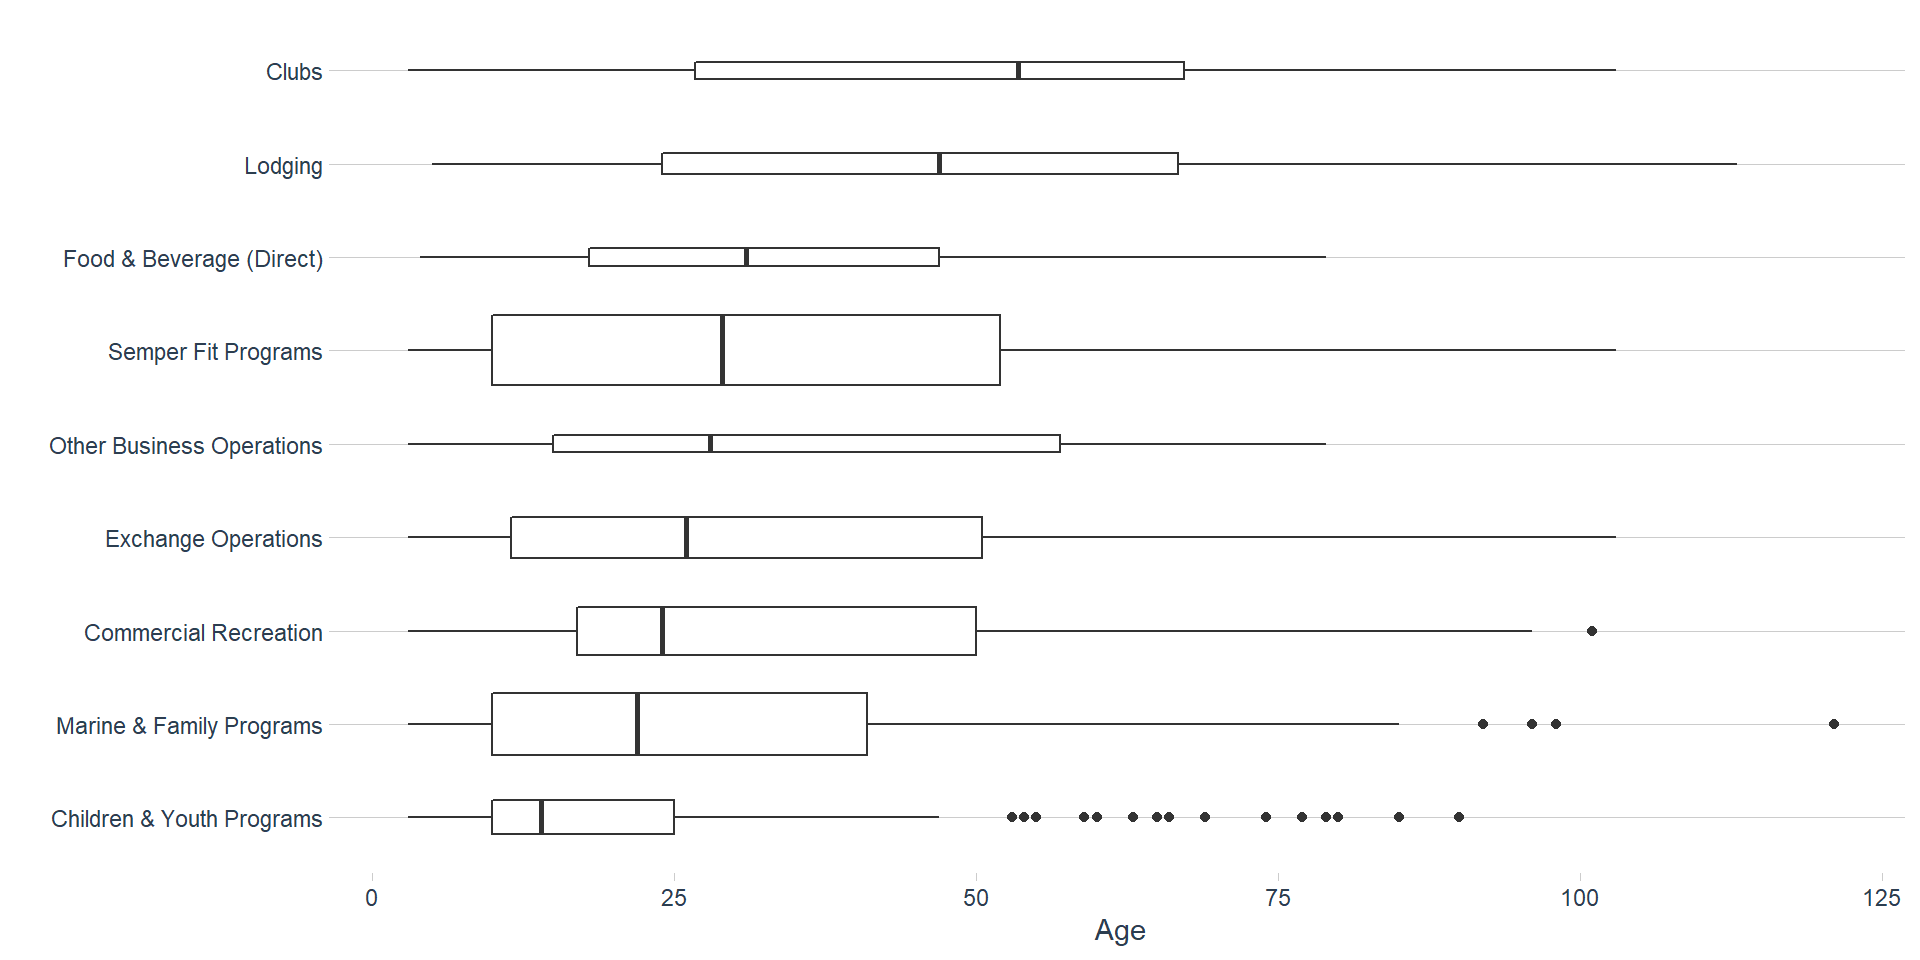 Clubs
Lodging
Food & Beverage (Direct)
Semper Fit Programs
Other Business Operations
Exchange Operations
Commercial Recreation
Marine & Family Programs
Children & Youth Programs
0 25 50 75 100 125
Age